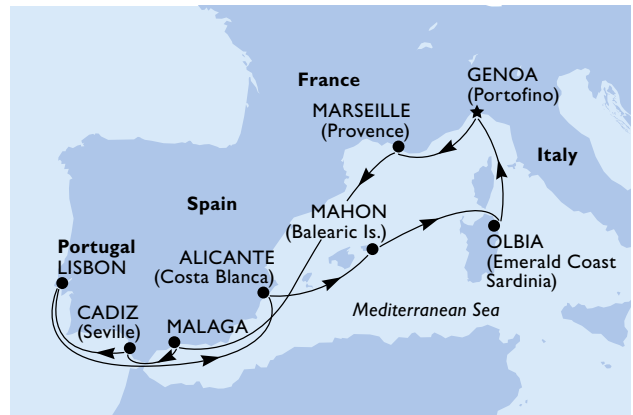 France
GENOA
(Portofino)
MARSEILLE
(Provence)
Italy
Spain
MAHON
(Balearic Is.)
Portugal
LISBON
ALICANTE
(Costa Blanca)
OLBIA
(Emerald Coast
Sardinia)
CADIZ
(Seville)
MALAGA
Mediterranean Sea